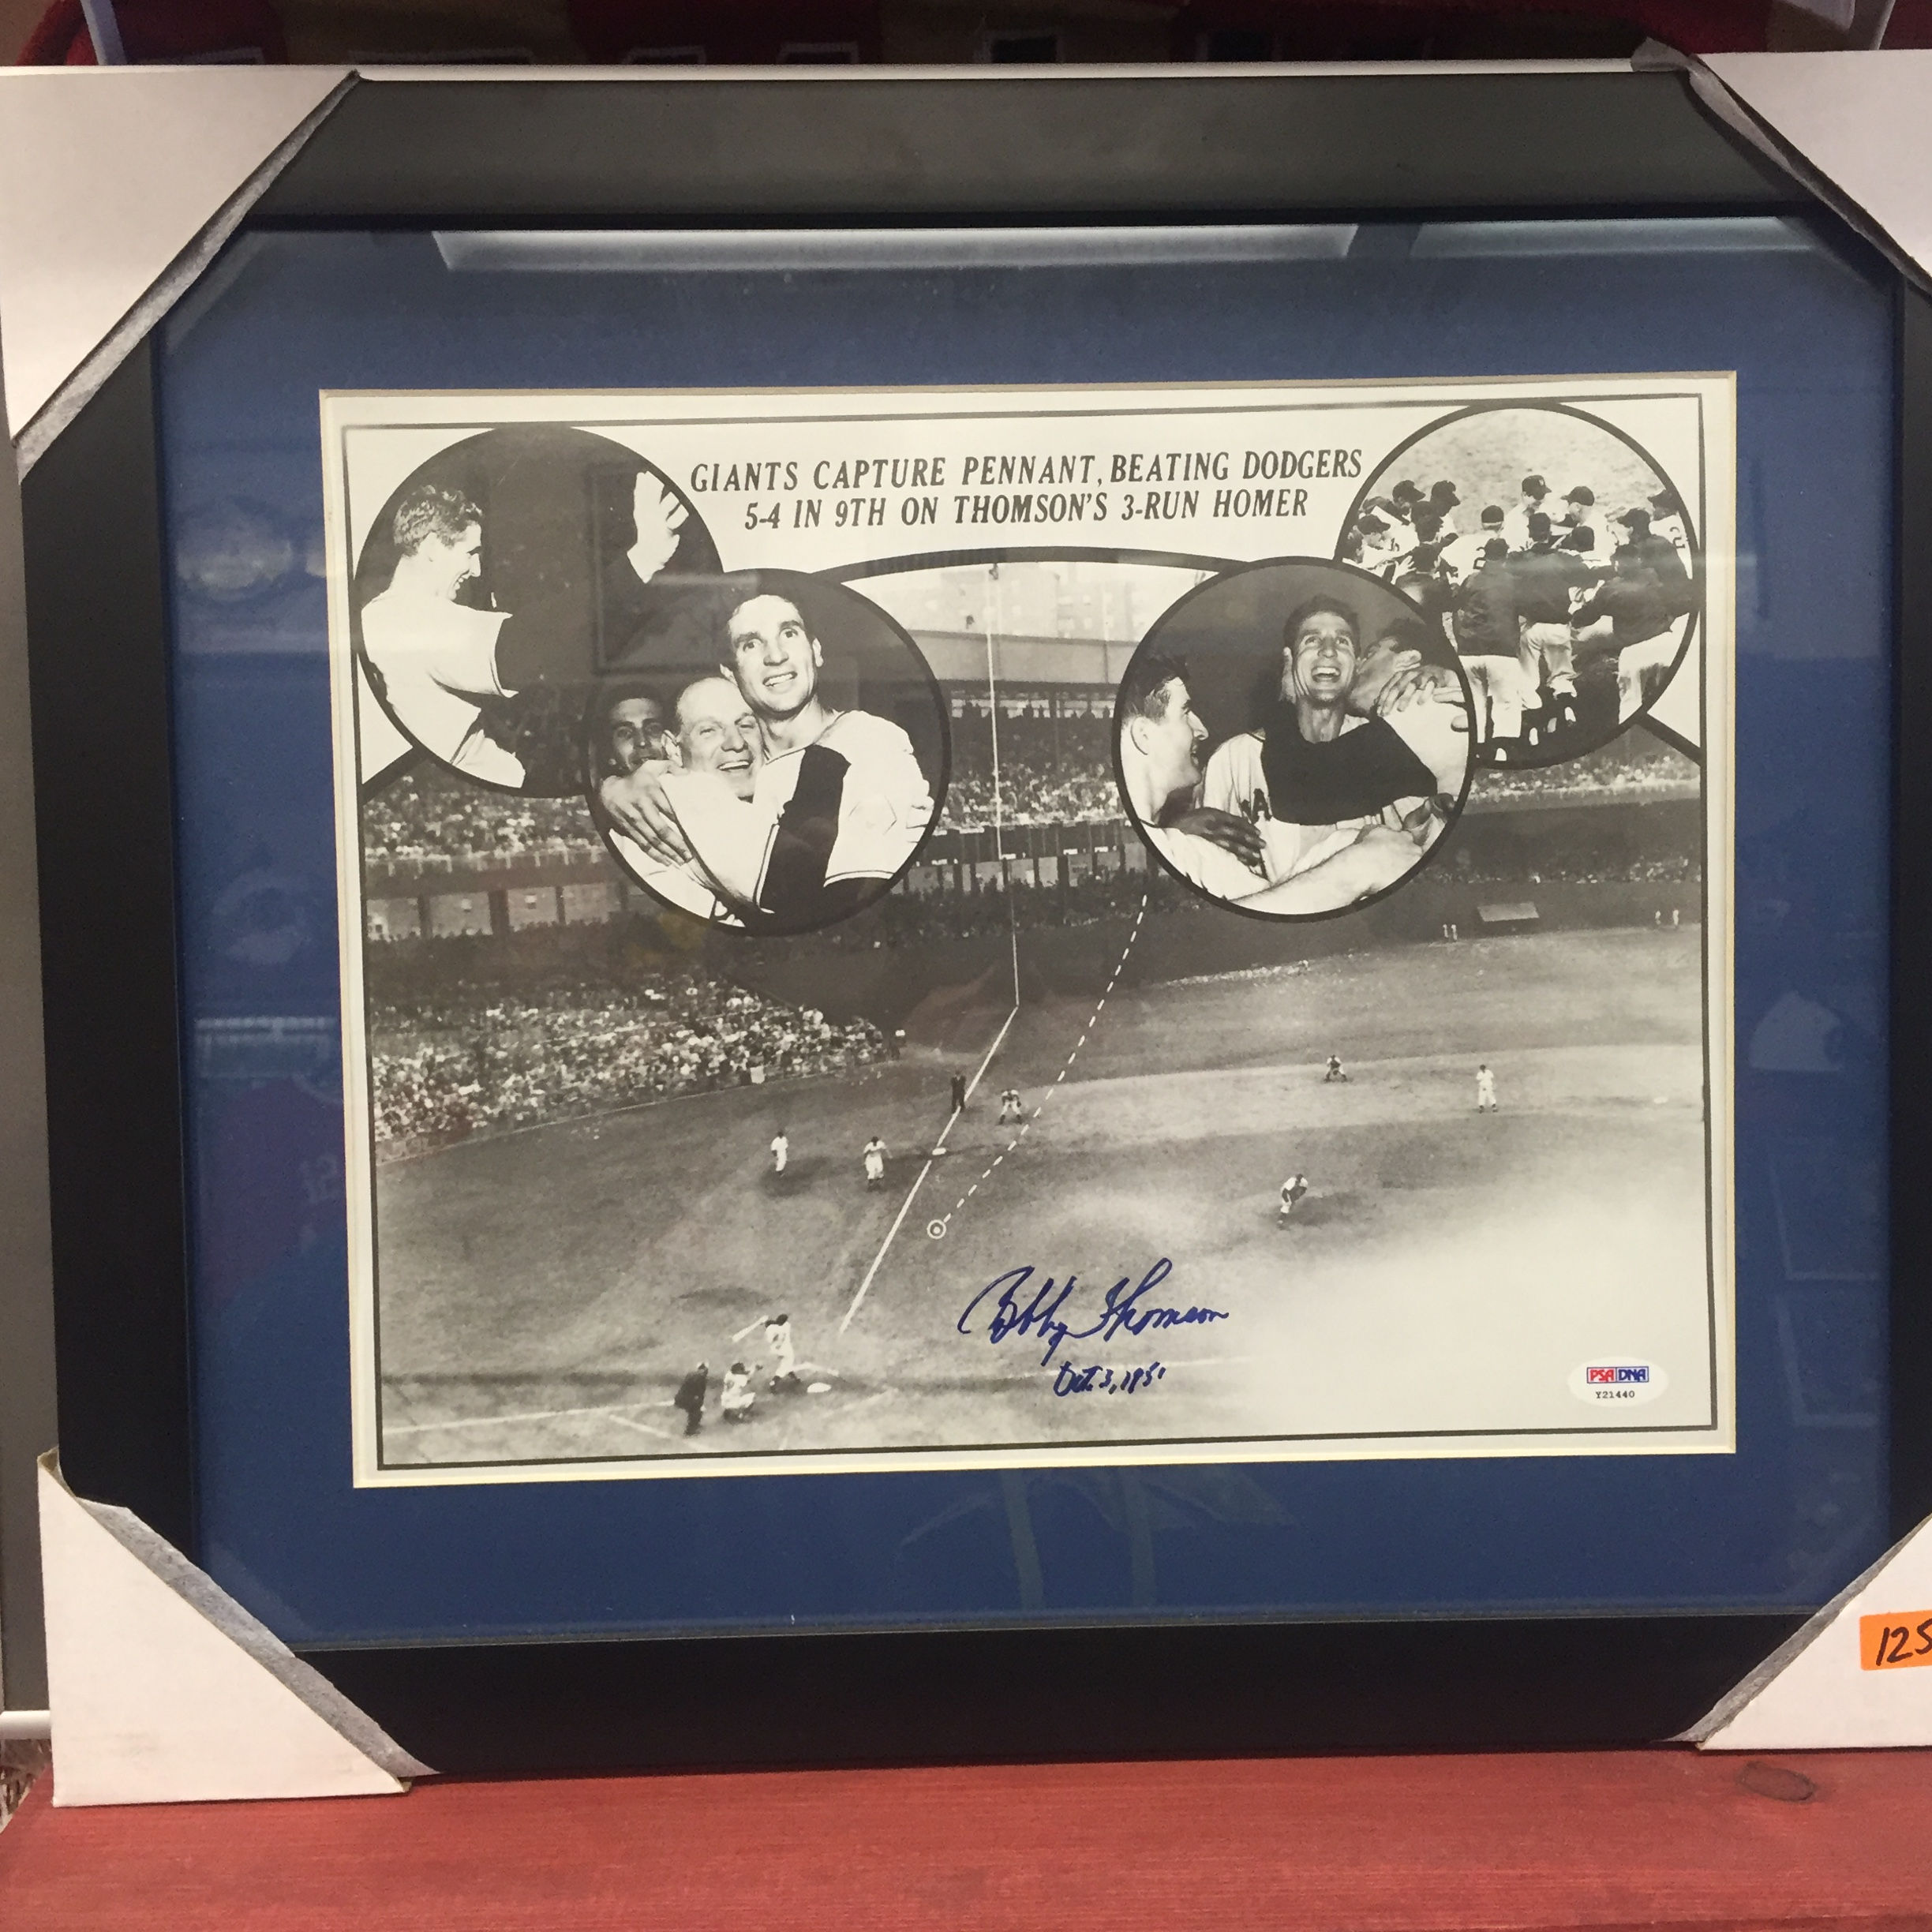 GIANTS CAPTURE PENNANT, BEATING DODGERS
5-4 IN 9TH ON THOMSON'S 3-RUN HOMER
Bobby Thomson
Oct. 3, 1951
PSA DNA
Y21440
125